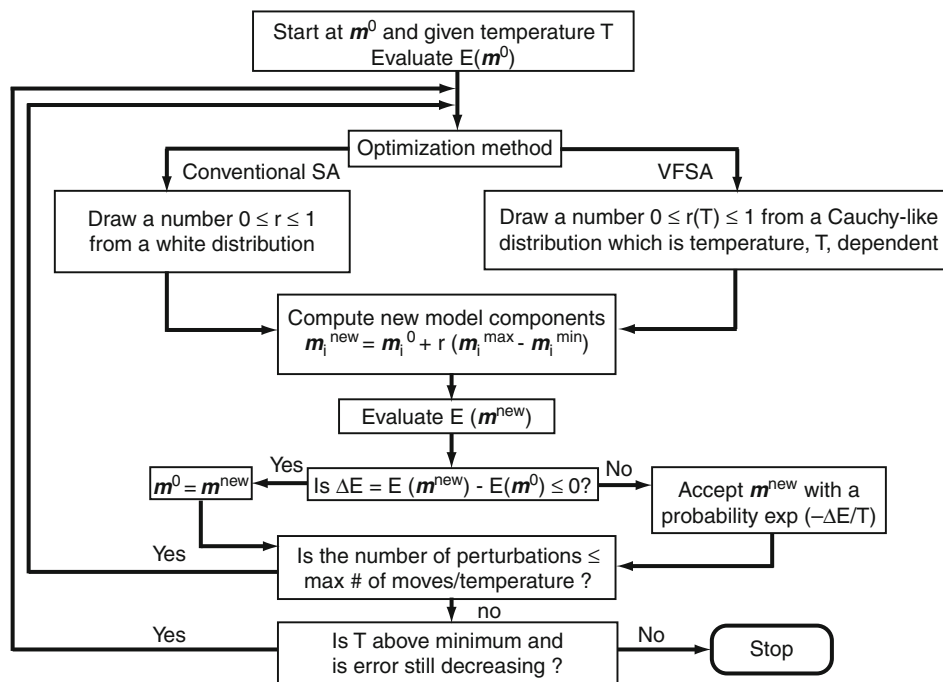 Start at m⁰ and given temperature T
Evaluate E(m⁰)
Optimization method
Conventional SA
VFSA
Draw a number 0 ≤ r ≤ 1
from a white distribution
Draw a number 0 ≤ r(T) ≤ 1 from a Cauchy-like
distribution which is temperature, T, dependent
Compute new model components
mᵢⁿᵉʷ = mᵢ⁰ + r (mᵢᵐᵃˣ - mᵢᵐⁱⁿ)
Evaluate E (mⁿᵉʷ)
Yes
Is ΔE = E (mⁿᵉʷ) - E(m⁰) ≤ 0?
No
m⁰ = mⁿᵉʷ
Accept mⁿᵉʷ with a
probability exp (–ΔE/T)
Yes
Is the number of perturbations ≤
max # of moves/temperature ?
no
Yes
Is T above minimum and
is error still decreasing ?
No
Stop